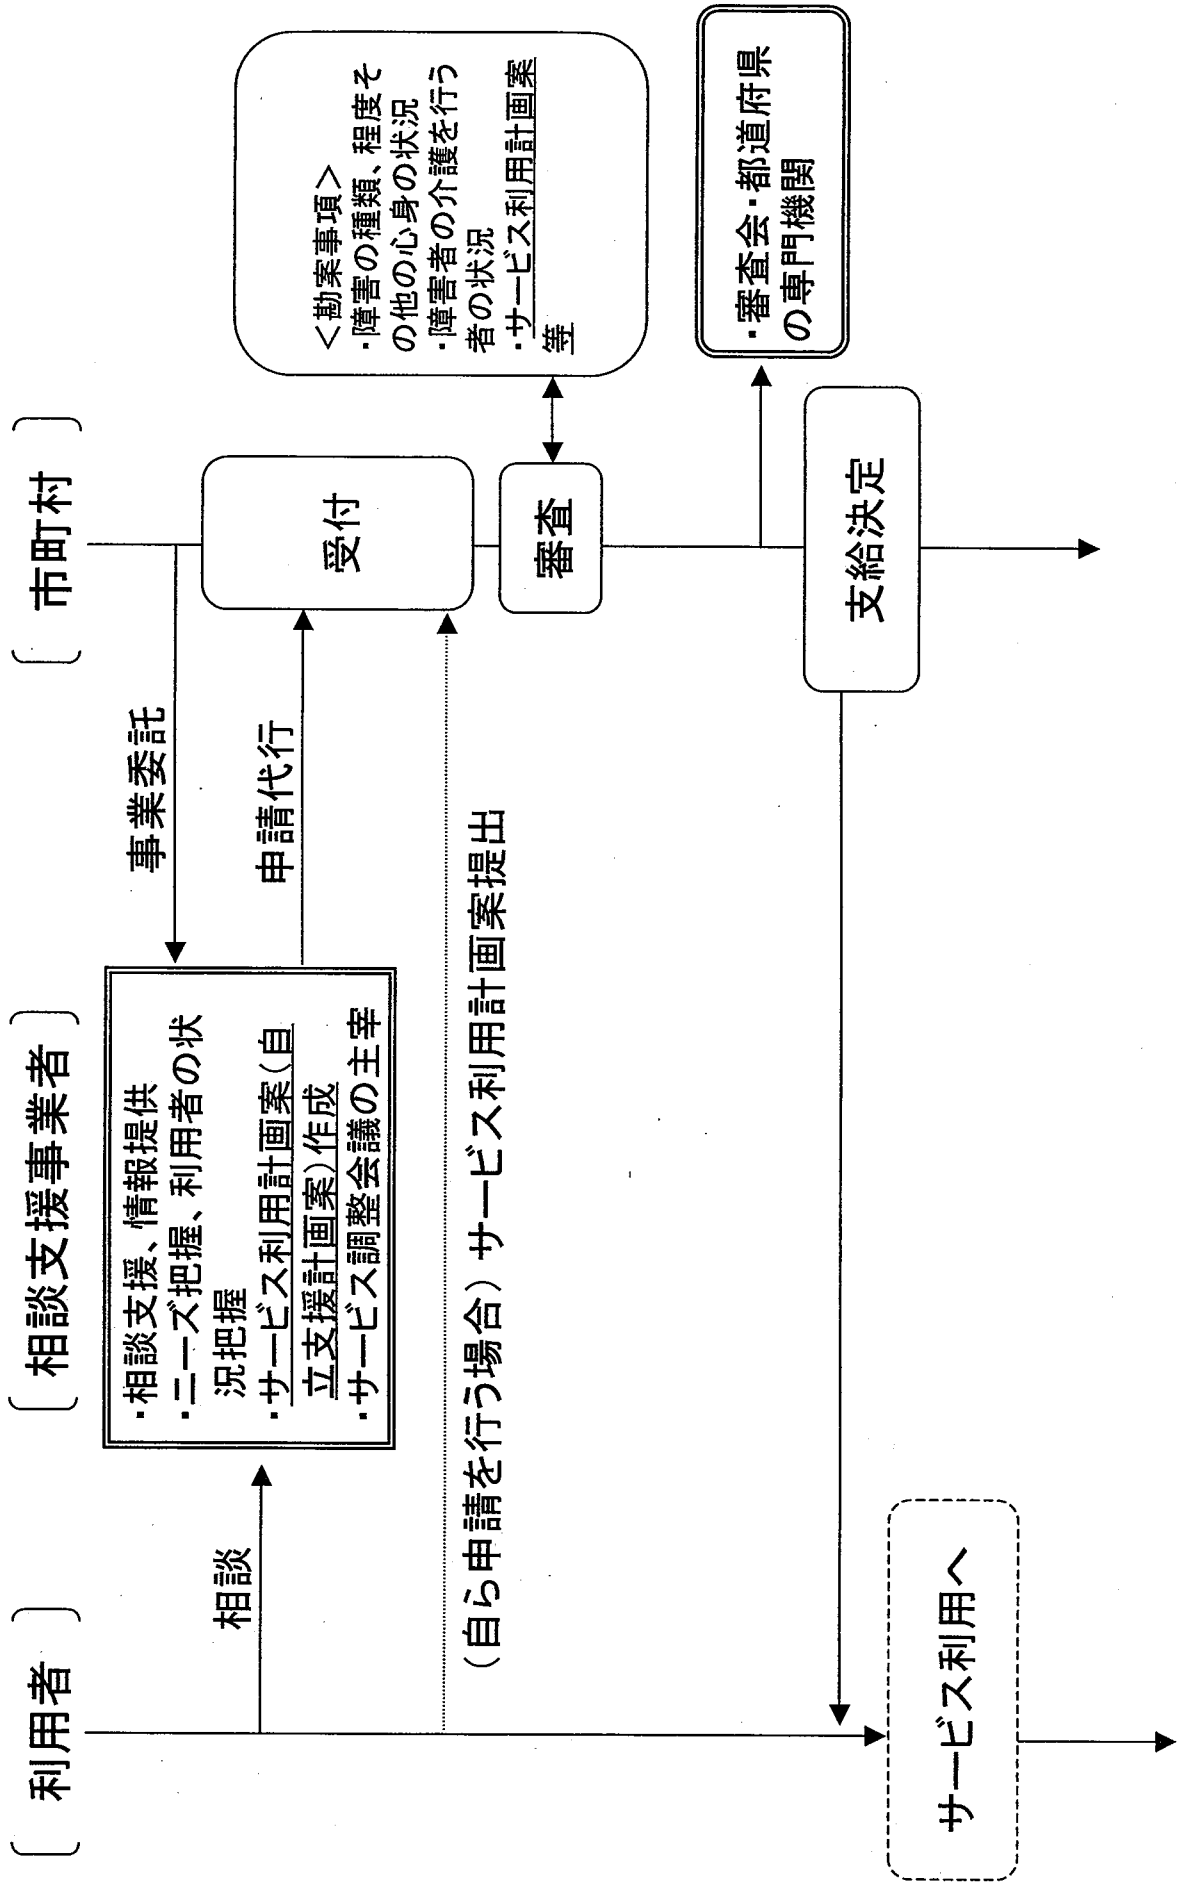 〔利用者〕
〔相談支援事業者〕
〔市町村〕
事業委託
・相談支援、情報提供
・ニーズ把握、利用者の状
況把握
・サービス利用計画案(自
立支援計画案)作成
・サービス調整会議の主宰
相談
申請代行
受付
(自ら申請を行う場合)サービス利用計画案提出
審査
＜勘案事項＞
・障害の種類、程度そ
の他の心身の状況
・障害者の介護を行う
者の状況
・サービス利用計画案
等
・審査会・都道府県
の専門機関
支給決定
サービス利用へ